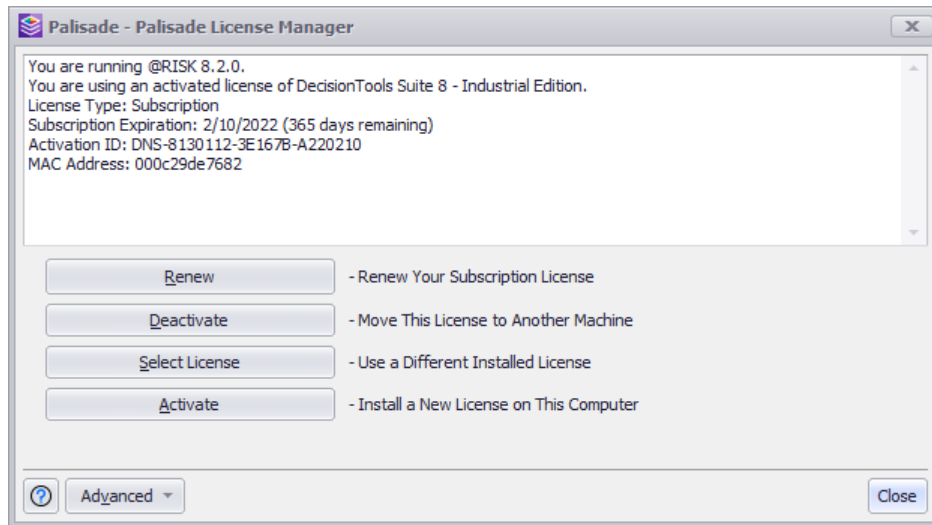 Palisade - Palisade License Manager
You are running @RISK 8.2.0.
You are using an activated license of DecisionTools Suite 8 - Industrial Edition.
License Type: Subscription
Subscription Expiration: 2/10/2022 (365 days remaining)
Activation ID: DNS-8130112-3E167B-A220210
MAC Address: 000c29de7682
Renew - Renew Your Subscription License
Deactivate - Move This License to Another Machine
Select License - Use a Different Installed License
Activate - Install a New License on This Computer
? Advanced Close